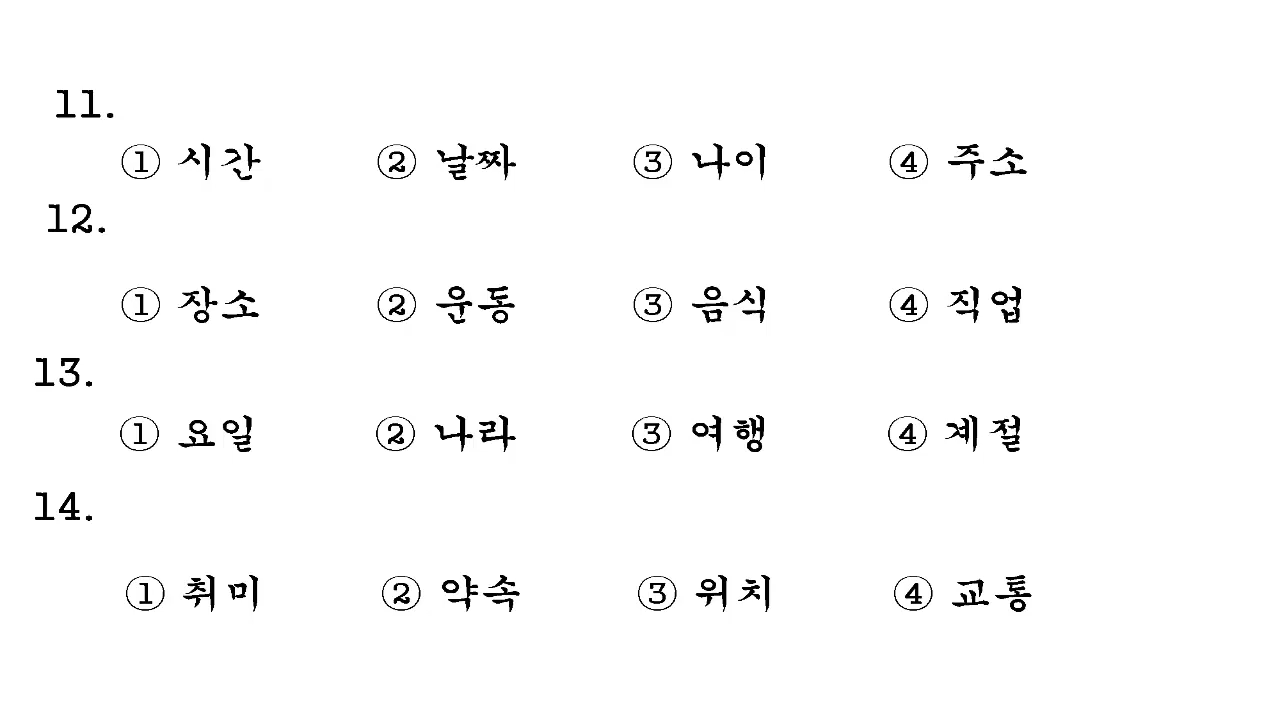 11.
① 시간 ② 날짜 ③ 나이 ④ 주소
12.
① 장소 ② 운동 ③ 음식 ④ 직업
13.
① 요일 ② 나라 ③ 여행 ④ 계절
14.
① 취미 ② 약속 ③ 위치 ④ 교통